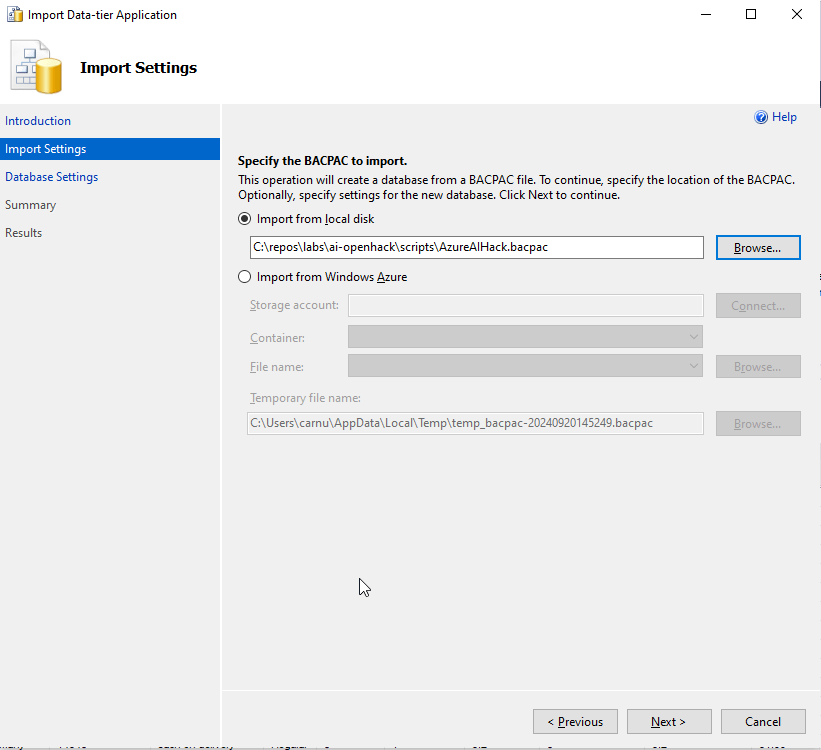 Import Data-tier Application
Import Settings
Introduction
Import Settings
Database Settings
Summary
Results
Help
Specify the BACPAC to import.
This operation will create a database from a BACPAC file. To continue, specify the location of the BACPAC.
Optionally, specify settings for the new database. Click Next to continue.
Import from local disk
C:\repos\labs\ai-openhack\scripts\AzureAIHack.bacpac
Browse...
Import from Windows Azure
Storage account:
Connect...
Container:
File name:
Browse...
Temporary file name:
C:\Users\carnu\AppData\Local\Temp\temp_bacpac-20240920145249.bacpac
Browse...
< Previous
Next >
Cancel